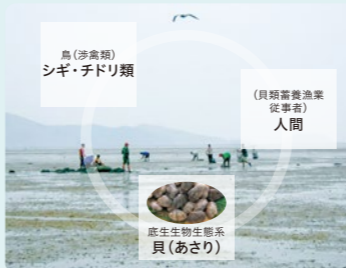 鳥（渉禽類）
シギ・チドリ類
（貝類蓄養漁業
従事者）
人間
底生生物生態系
貝（あさり）